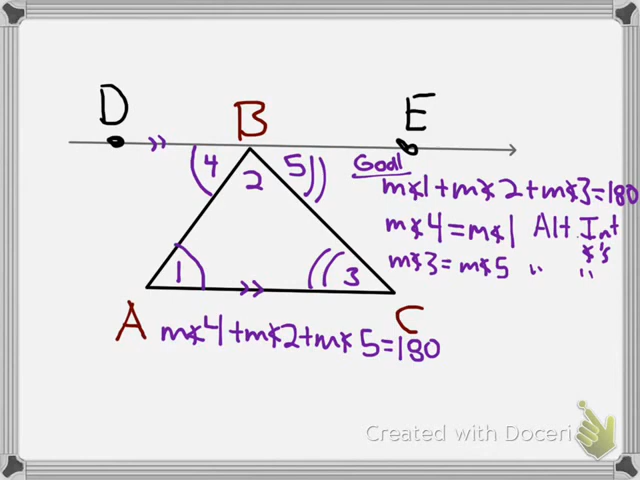 D
B
E
4
2
5
Goal
m∡1+m∡2+m∡3=180
m∡4=m∡1 Alt Int ∡'s
m∡3=m∡5 " "
1
3
A
C
m∡4+m∡2+m∡5=180
Created with Doceri